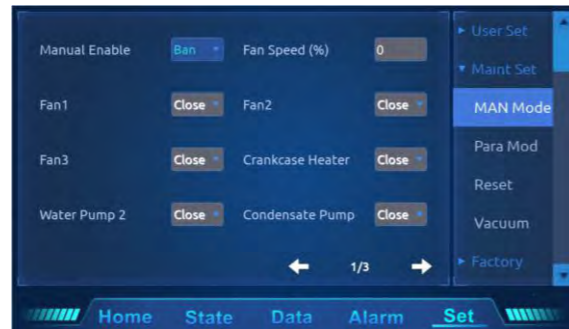 Manual Enable Ban Fan Speed (%) 0
Fan1 Close Fan2 Close
Fan3 Close Crankcase Heater Close
Water Pump 2 Close Condensate Pump Close
1/3
User Set
Maint Set
MAN Mode
Para Mod
Reset
Vacuum
Factory
Home State Data Alarm Set